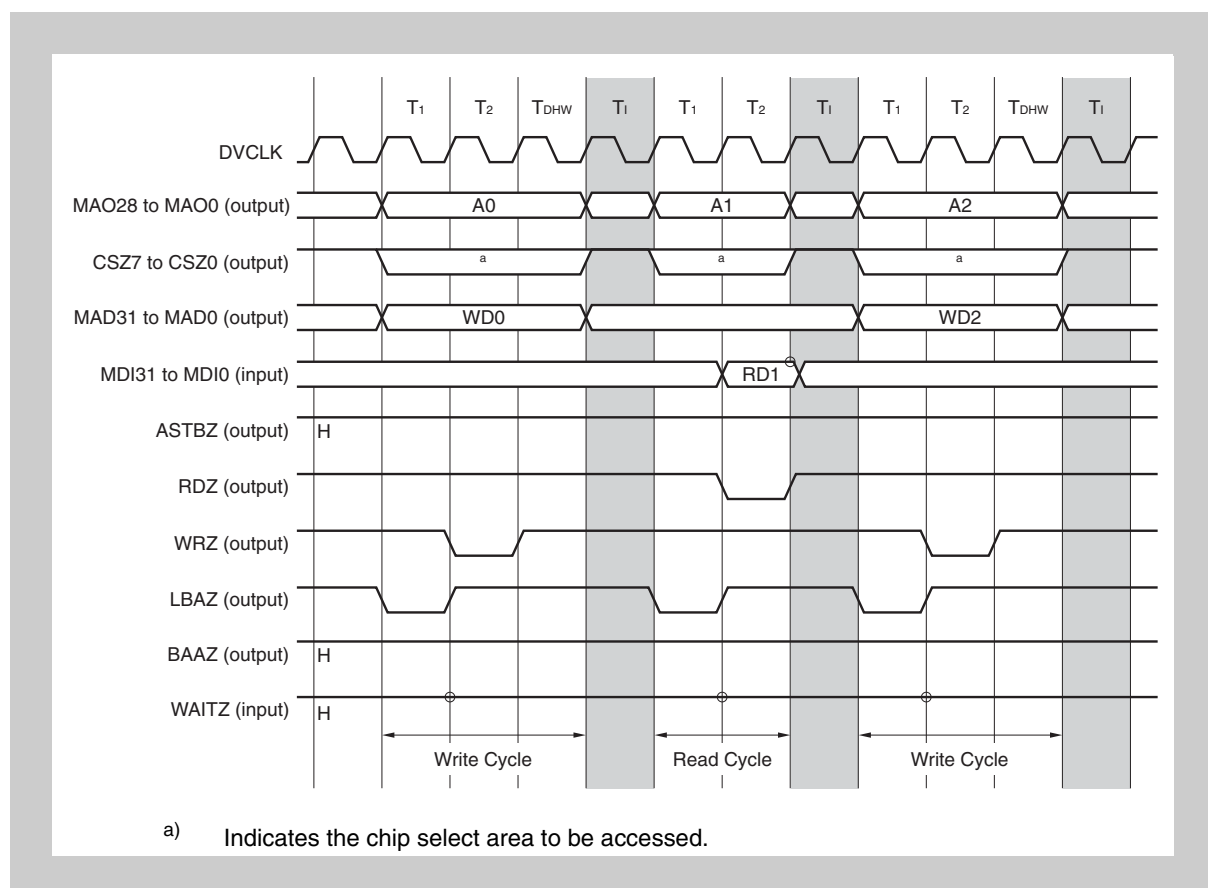 T1 T2 TDHW TI T1 T2 TI T1 T2 TDHW TI
DVCLK
MAO28 to MAO0 (output) A0 A1 A2
CSZ7 to CSZ0 (output) a a a
MAD31 to MAD0 (output) WD0 WD2
MDI31 to MDI0 (input) RD1
ASTBZ (output) H
RDZ (output)
WRZ (output)
LBAZ (output)
BAAZ (output) H
WAITZ (input) H
Write Cycle Read Cycle Write Cycle
a) Indicates the chip select area to be accessed.